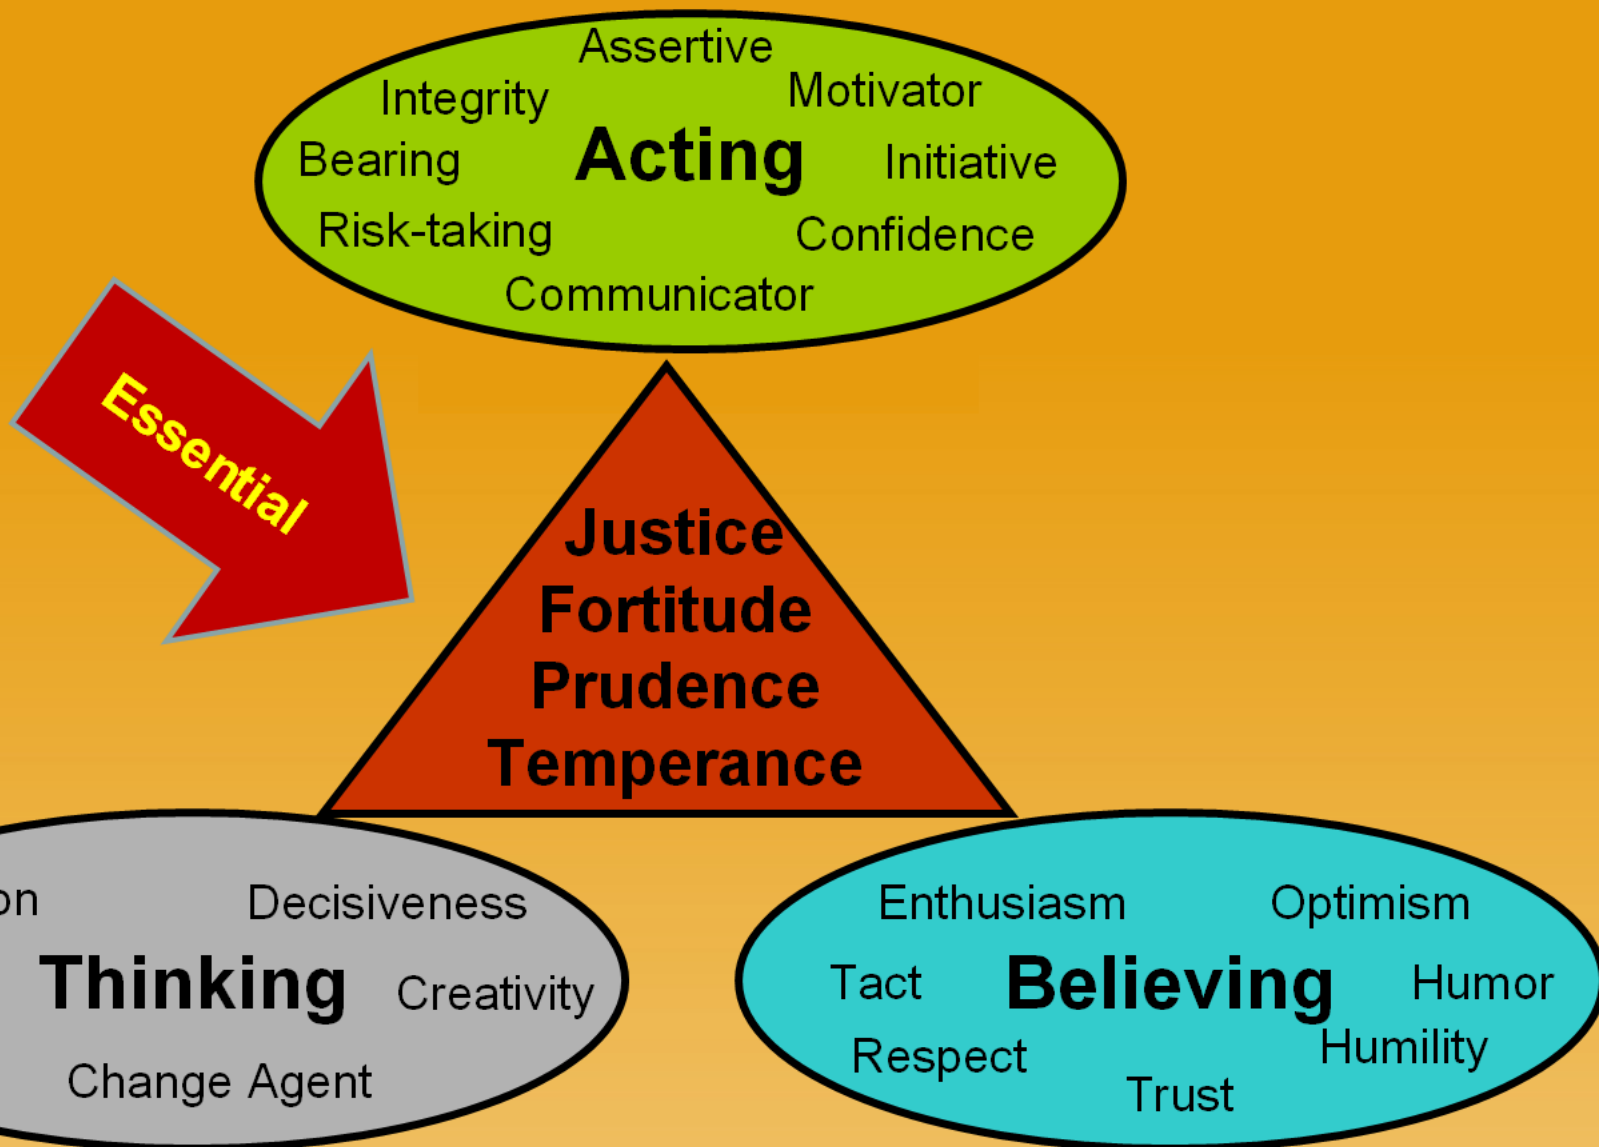 Assertive
Integrity Motivator
Bearing Acting Initiative
Risk-taking Confidence
Communicator
Essential
Justice
Fortitude
Prudence
Temperance
Decisiveness
Thinking Creativity
Change Agent
Enthusiasm Optimism
Tact Believing Humor
Respect Humility
Trust